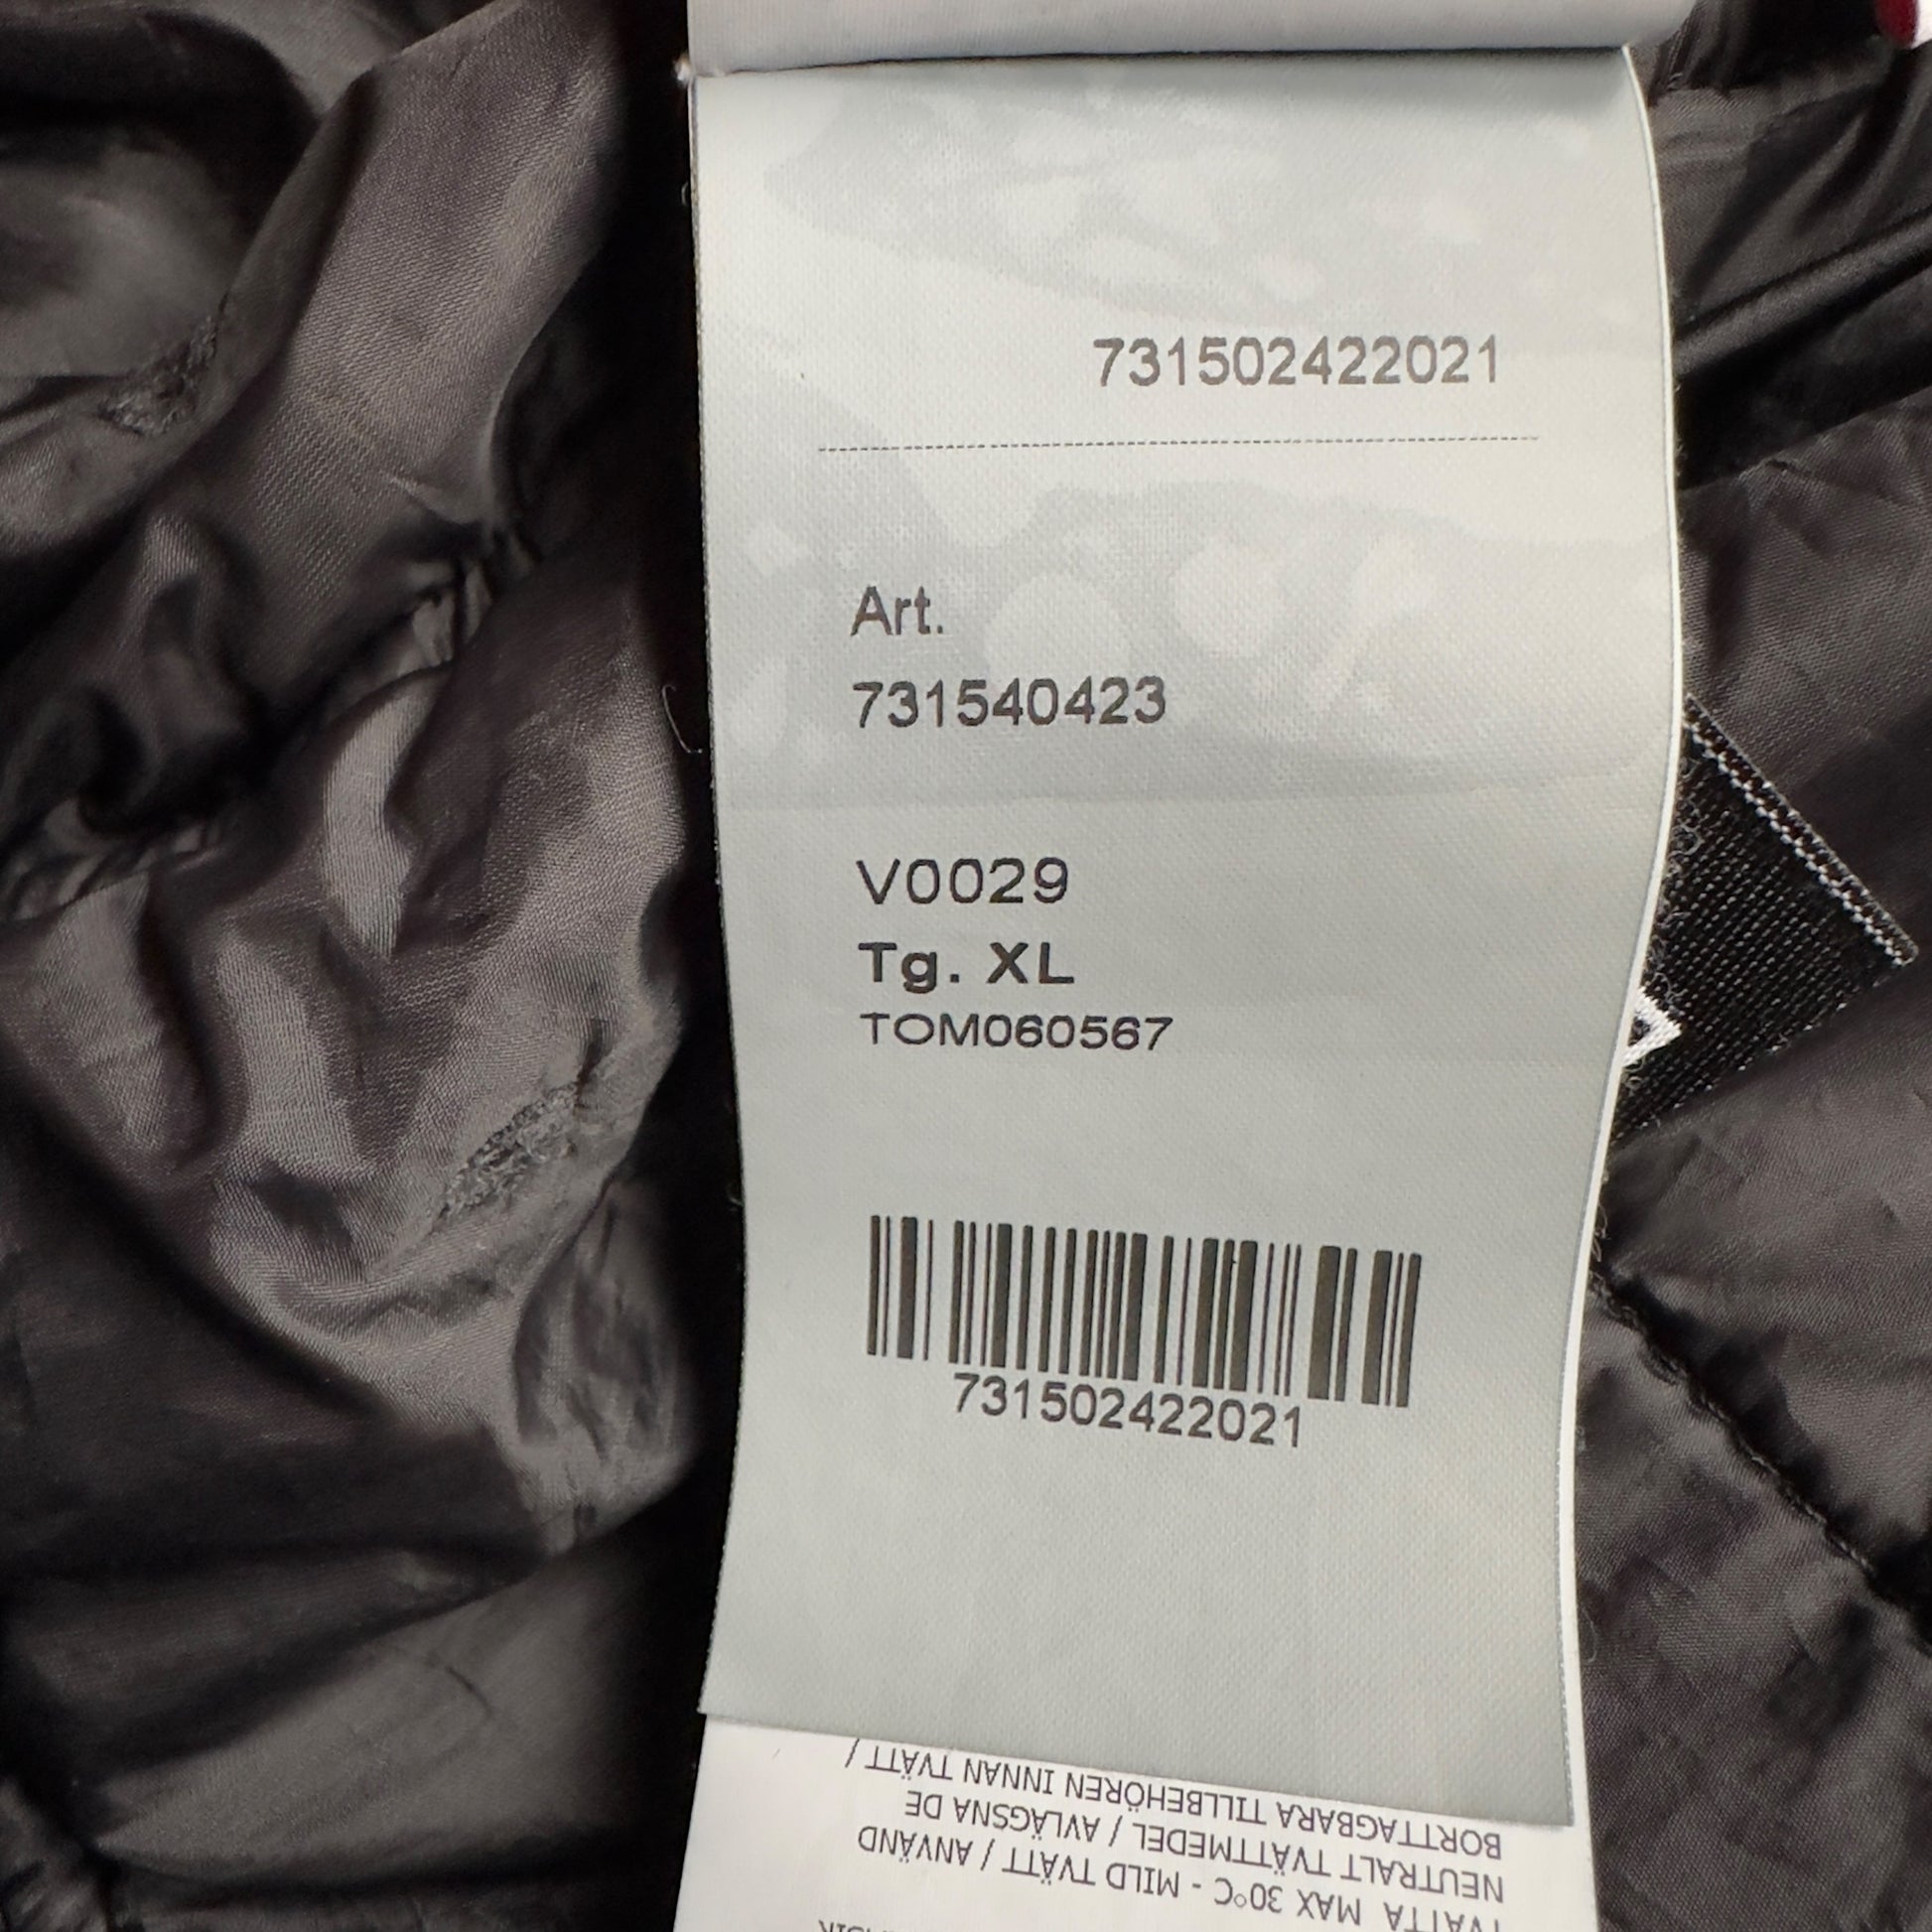 731502422021
Art.
731540423
V0029
Tg. XL
TOM060567
731502422021
TVÄTTA MAX 30°C - MILD TVÄTT / ANVÄND
NEUTRALT TVÄTTMEDEL / AVLÄGSNA DE
BORTTAGBARA TILLBEHÖREN INNAN TVÄTT /